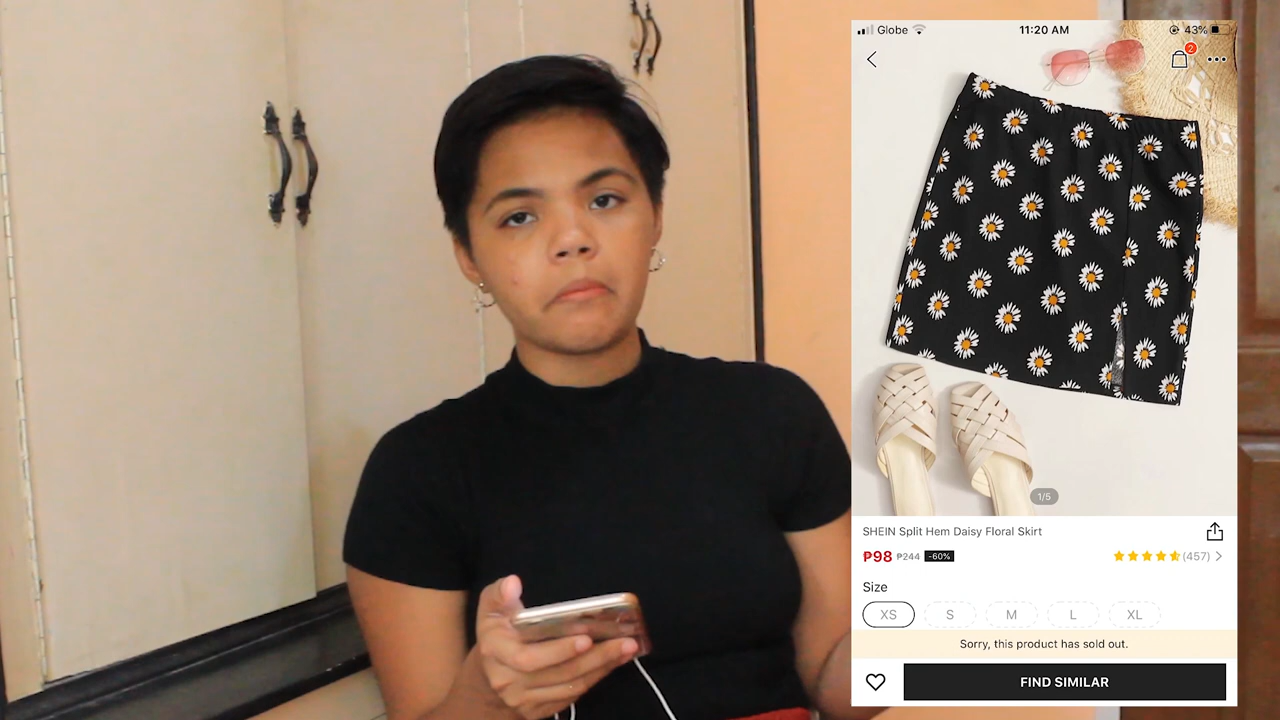 Globe 11:20 AM 43%
2
1/5
SHEIN Split Hem Daisy Floral Skirt
₱98 ₱244 -60% (457)
Size
XS S M L XL
Sorry, this product has sold out.
FIND SIMILAR